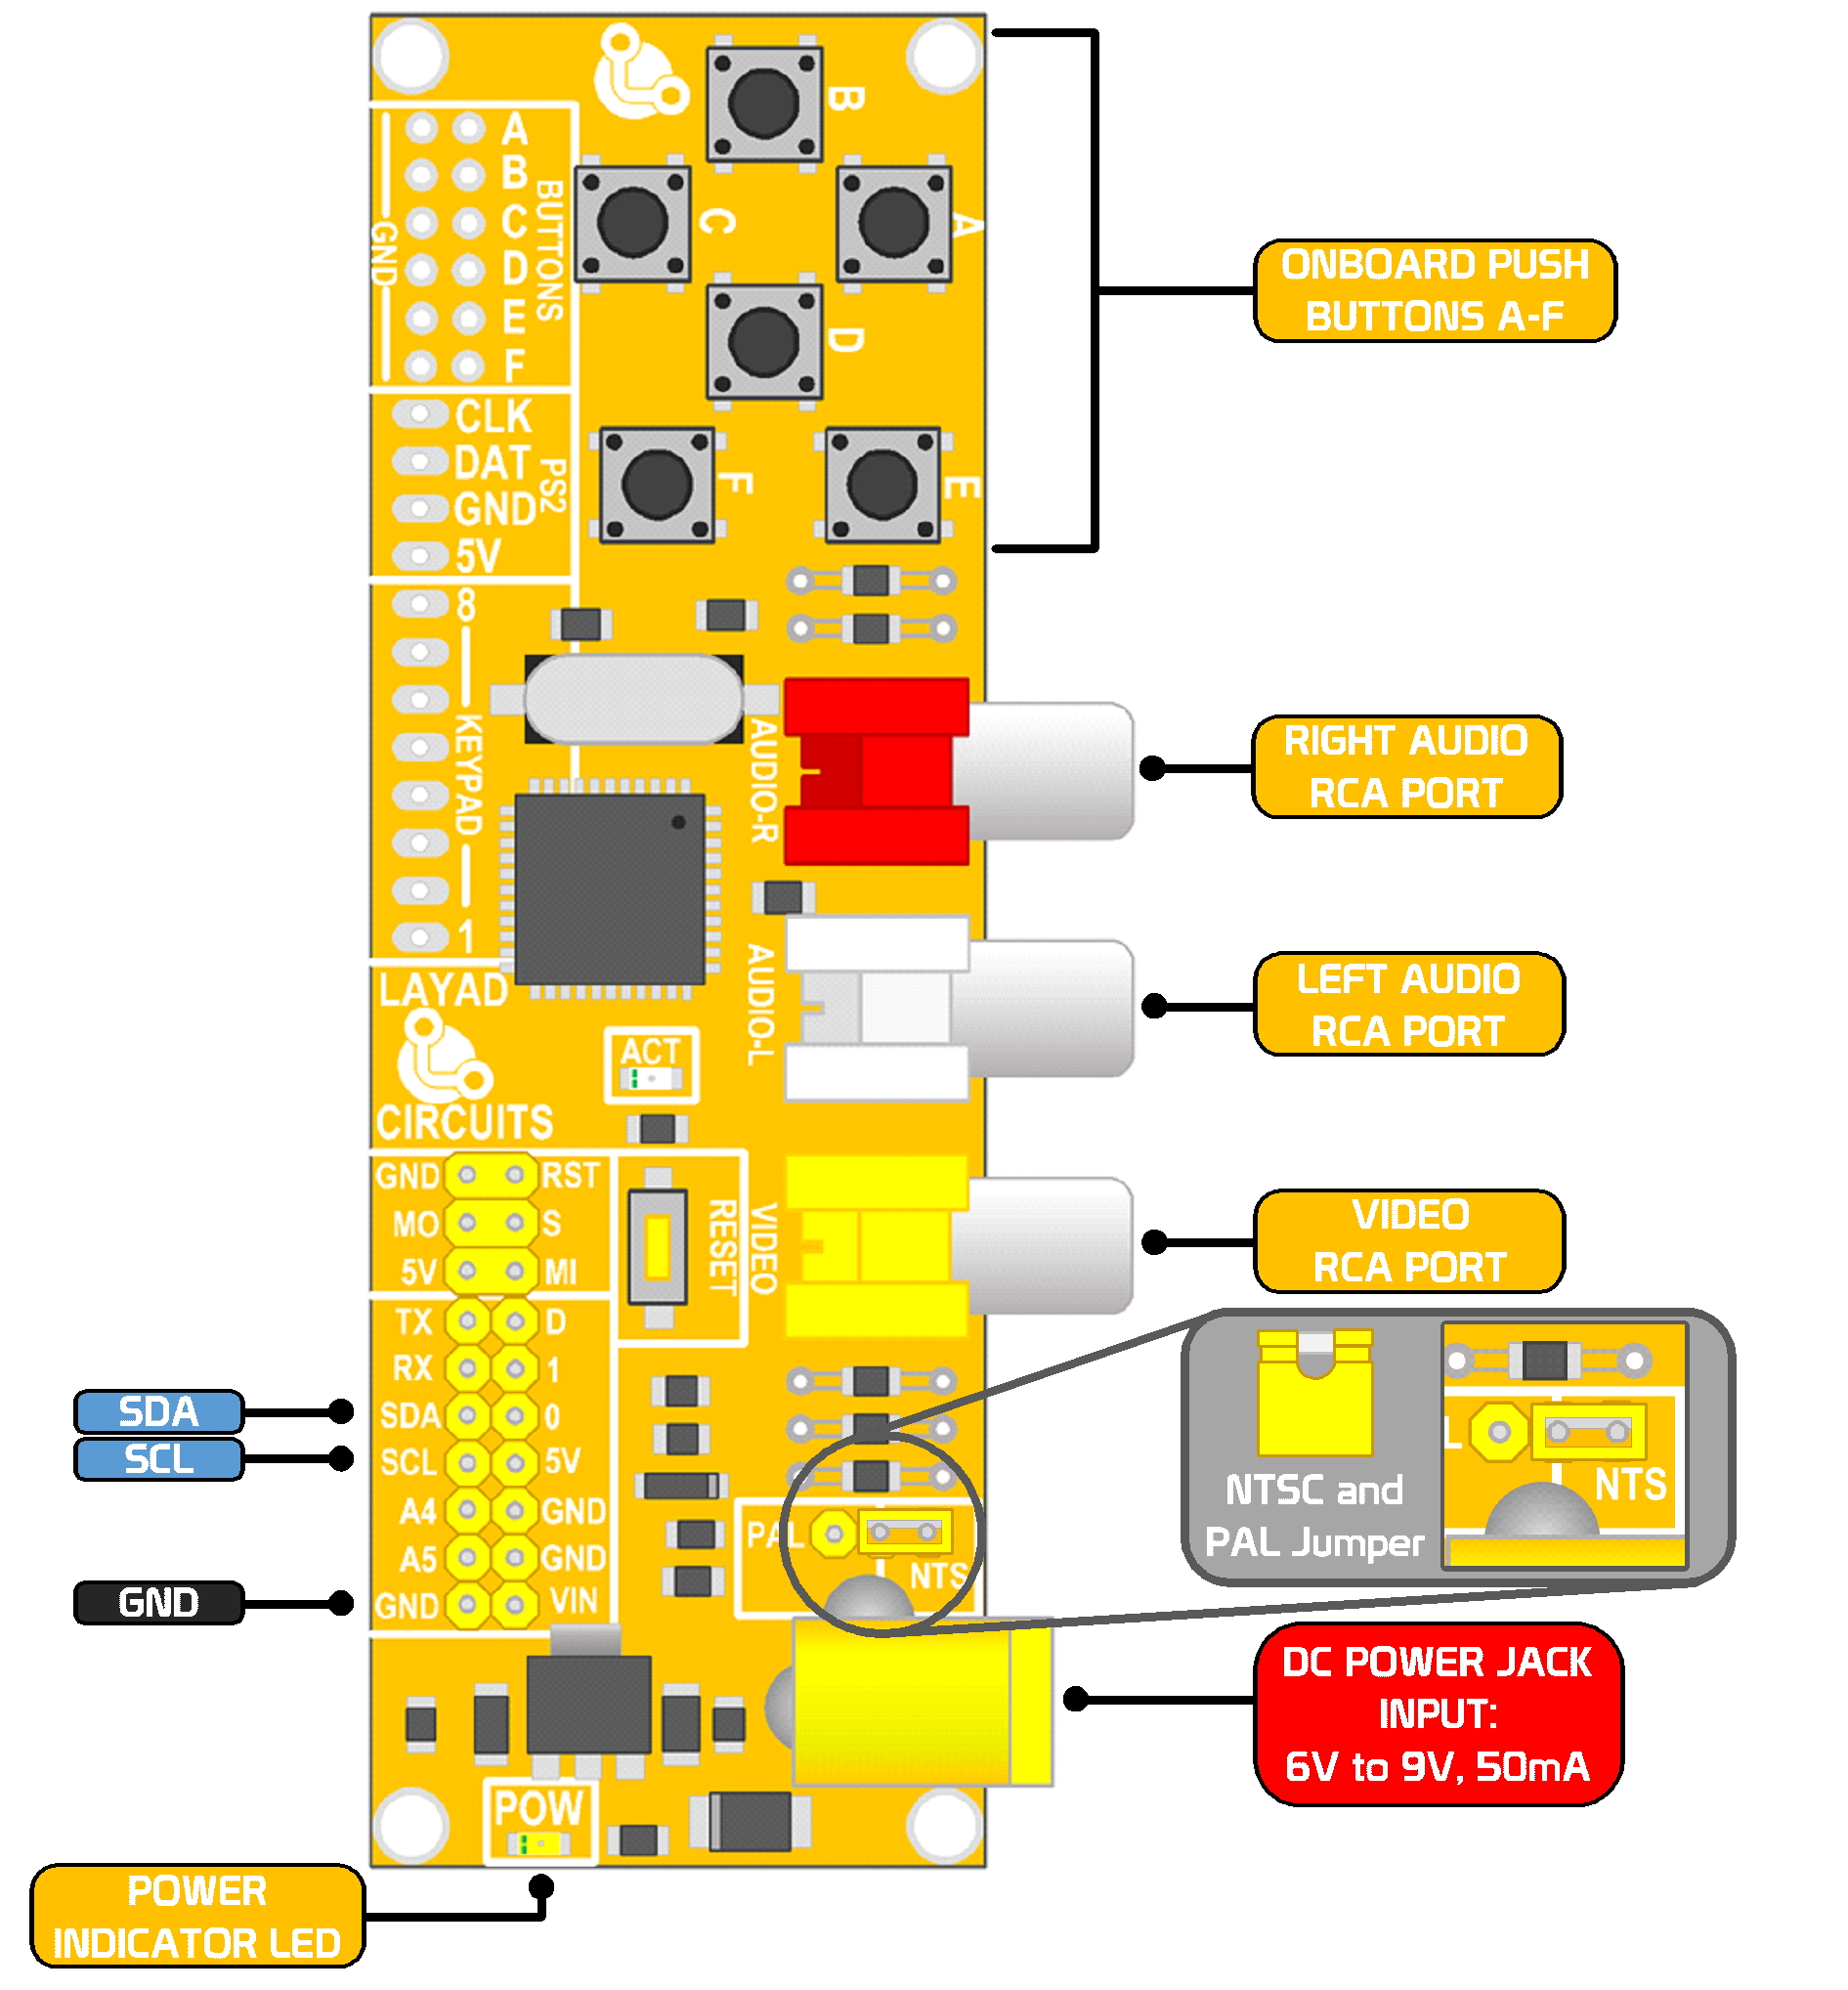 B
A
C
D
F
E
A
B
C
D
E
F
BUTTONS
GND
CLK
DAT
GND
5V
PS2
8
KEYPAD
1
AUDIO-R
AUDIO-L
LAYAD
CIRCUITS
ACT
GND RST
MO S
5V MI
RESET
VIDEO
TX D
RX 1
SDA 0
SCL 5V
A4 GND
A5 GND
GND VIN
PAL
NTS
POW
ONBOARD PUSH
BUTTONS A-F
RIGHT AUDIO
RCA PORT
LEFT AUDIO
RCA PORT
VIDEO
RCA PORT
L
NTS
NTSC and
PAL Jumper
SDA
SCL
GND
DC POWER JACK
INPUT:
6V to 9V, 50mA
POWER
INDICATOR LED